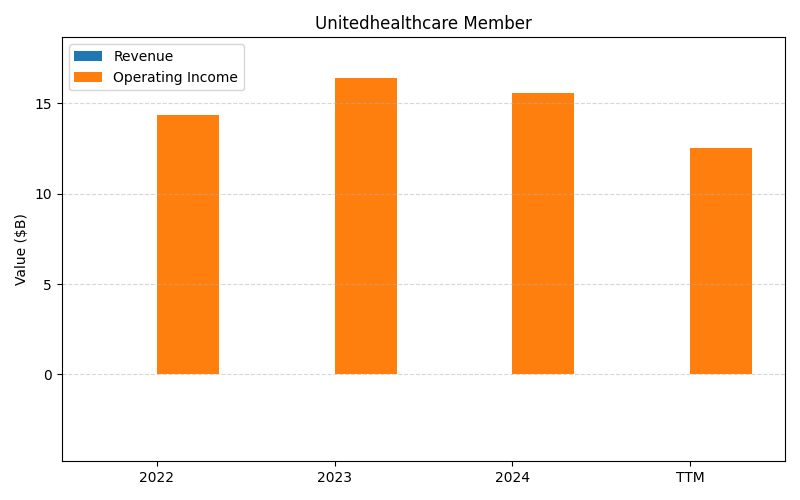 Unitedhealthcare Member
Revenue
Operating Income
Value ($B)
15
10
5
0
2022
2023
2024
TTM